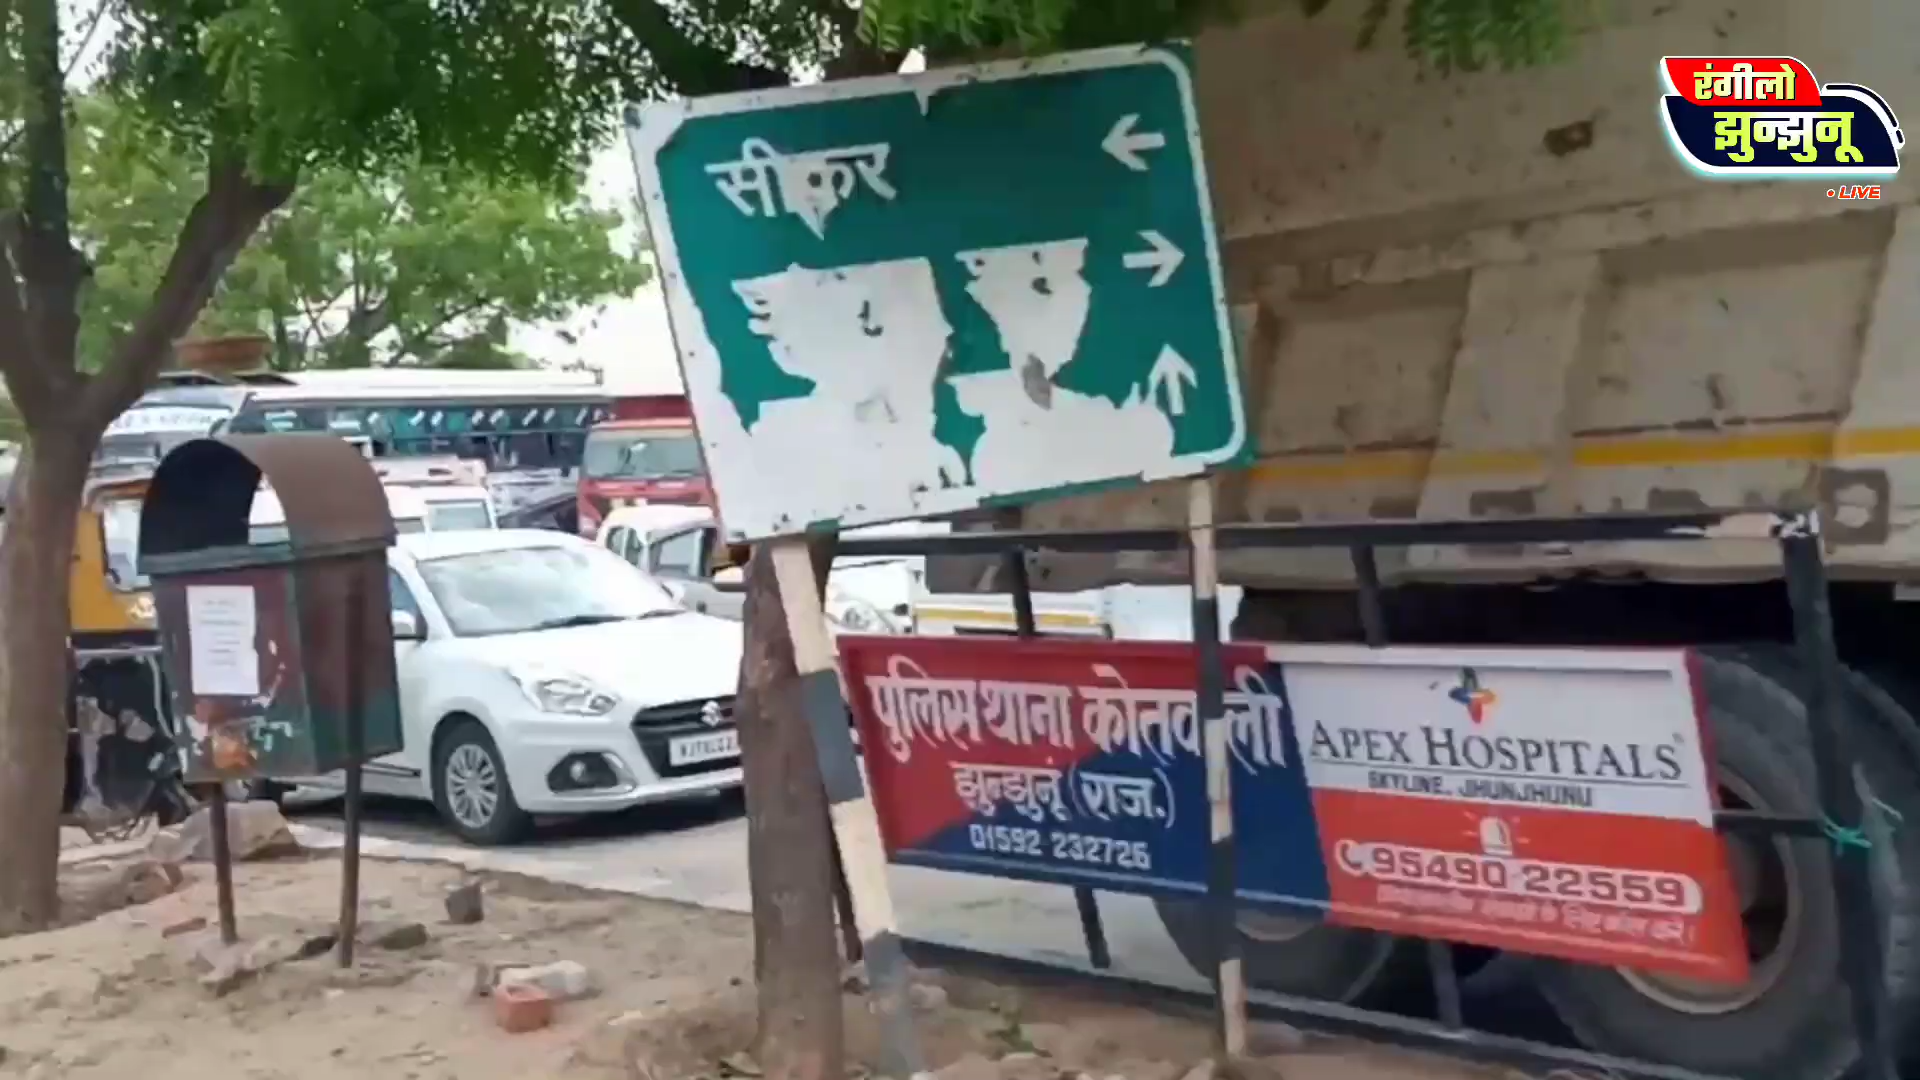 रंगीलो
झुन्झुनू
LIVE
सीकर
पुलिस थाना कोतवाली
झुन्झुनूं (राज.)
01592 232726
APEX HOSPITALS
SKYLINE, JHUNJHUNU
95490 22559